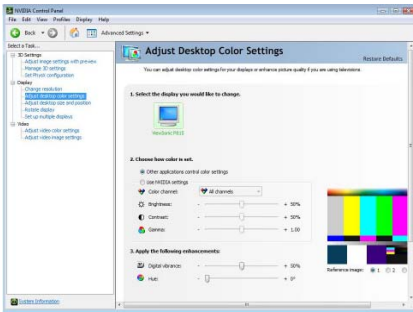 NVIDIA Control Panel
File Edit View Profiles Display Help
Back
Advanced Settings
Select a Task...
3D Settings
Adjust image settings with preview
Manage 3D settings
Set PhysX configuration
Display
Change resolution
Adjust desktop color settings
Adjust desktop size and position
Rotate display
Set up multiple displays
Video
Adjust video color settings
Adjust video image settings
System Information
Adjust Desktop Color Settings
Restore Defaults
You can adjust desktop color settings for your displays or enhance picture quality if you are using televisions.
1. Select the display you would like to change.
2. Choose how color is set.
Other applications control color settings
Use NVIDIA settings
Color channel: All channels
Brightness: - + 50%
Contrast: - + 50%
Gamma: - + 1.00
3. Apply the following enhancements:
Digital vibrance: - + 50%
Hue: - + 0°
Reference image: 1 2